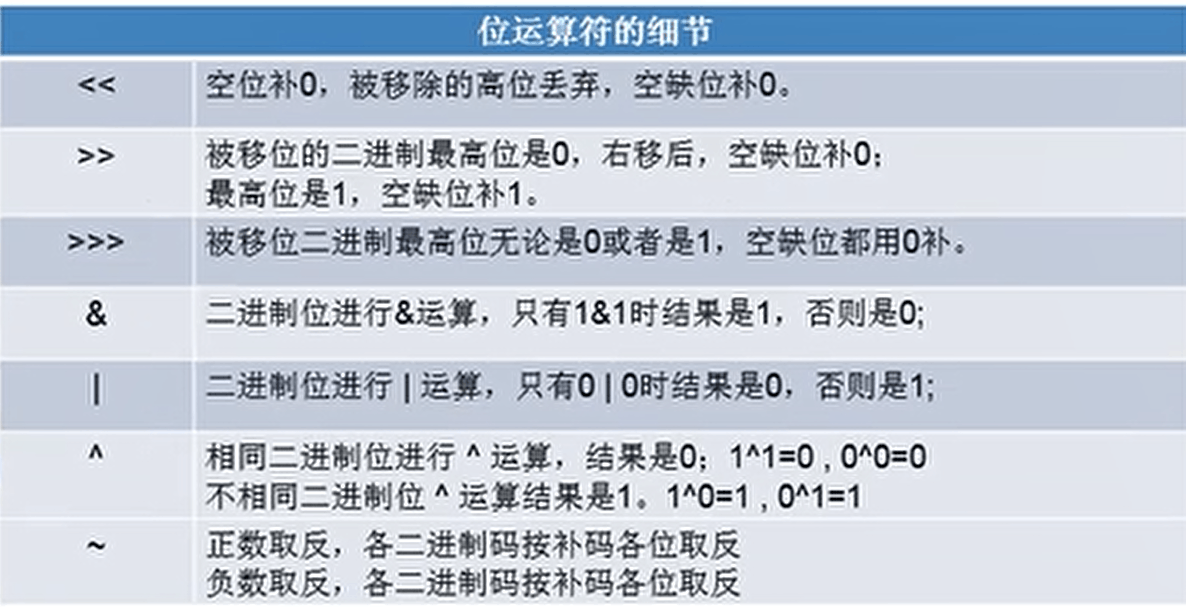 位运算符的细节
<< 空位补0，被移除的高位丢弃，空缺位补0。
>> 被移位的二进制最高位是0，右移后，空缺位补0；
最高位是1，空缺位补1。
>>> 被移位二进制最高位无论是0或者是1，空缺位都用0补。
& 二进制位进行&运算，只有1&1时结果是1，否则是0;
| 二进制位进行 | 运算，只有0 | 0时结果是0，否则是1;
^ 相同二进制位进行 ^ 运算，结果是0；1^1=0 , 0^0=0
不相同二进制位 ^ 运算结果是1。1^0=1 , 0^1=1
~ 正数取反，各二进制码按补码各位取反
负数取反，各二进制码按补码各位取反